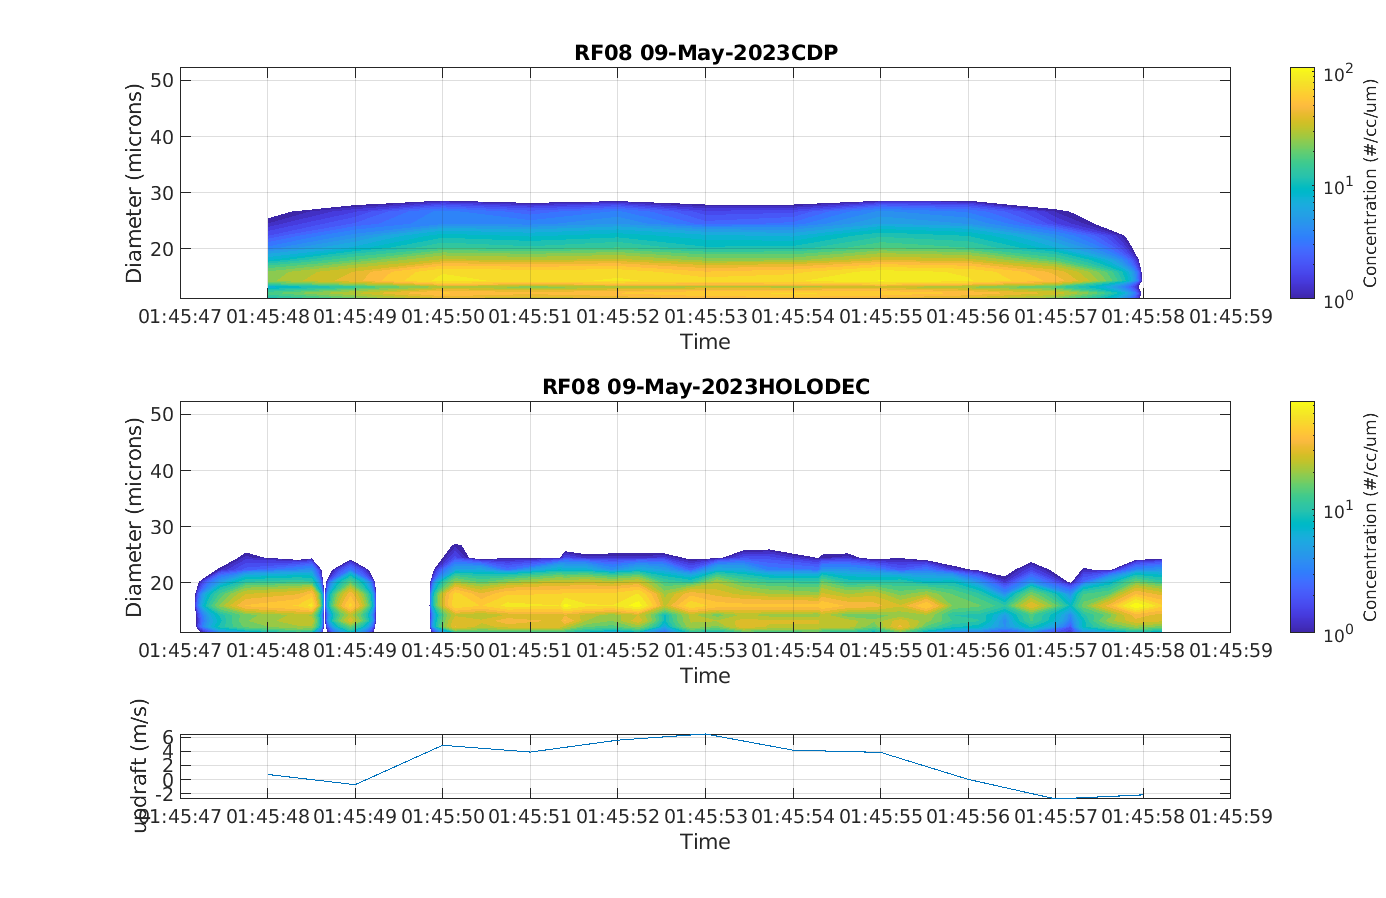 RF08 09-May-2023CDP
50
40
30
20
Diameter (microns)
01:45:47 01:45:48 01:45:49 01:45:50 01:45:51 01:45:52 01:45:53 01:45:54 01:45:55 01:45:56 01:45:57 01:45:58 01:45:59
Time
10^2
10^1
10^0
Concentration (#/cc/um)
RF08 09-May-2023HOLODEC
50
40
30
20
Diameter (microns)
01:45:47 01:45:48 01:45:49 01:45:50 01:45:51 01:45:52 01:45:53 01:45:54 01:45:55 01:45:56 01:45:57 01:45:58 01:45:59
Time
10^1
10^0
Concentration (#/cc/um)
6
4
2
0
-2
updraft (m/s)
01:45:47 01:45:48 01:45:49 01:45:50 01:45:51 01:45:52 01:45:53 01:45:54 01:45:55 01:45:56 01:45:57 01:45:58 01:45:59
Time